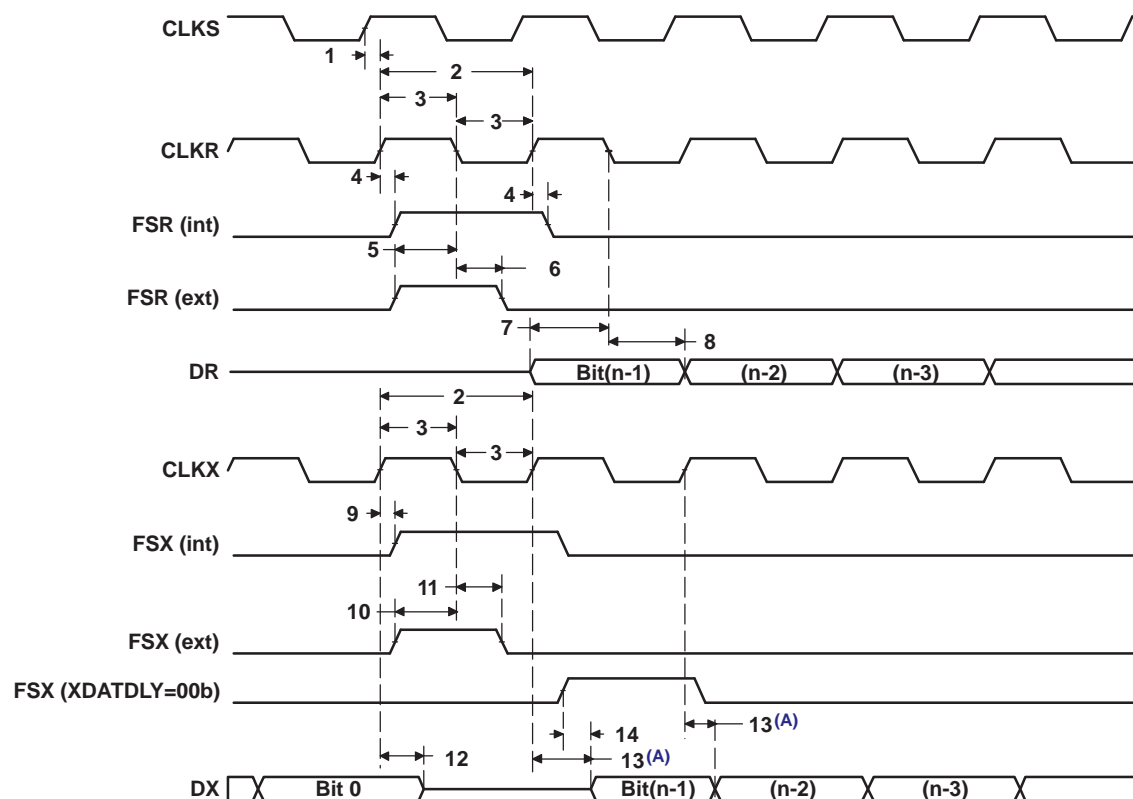 CLKS
1
2
3
3
CLKR
4
4
FSR (int)
5
6
FSR (ext)
7
8
DR Bit(n-1) (n-2) (n-3)
2
3
3
CLKX
9
FSX (int)
11
10
FSX (ext)
FSX (XDATDLY=00b)
13(A)
14
12
13(A)
DX Bit 0 Bit(n-1) (n-2) (n-3)